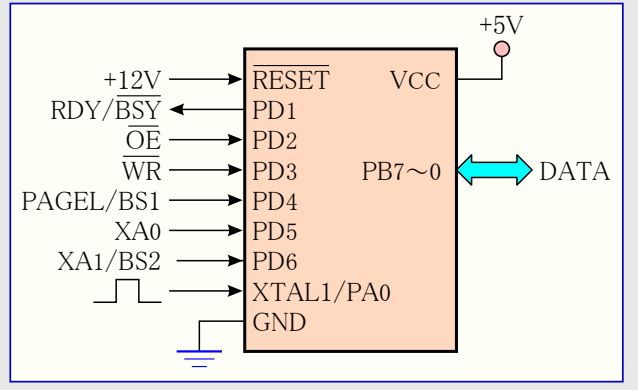 +5V
+12V RESET VCC
RDY/BSY PD1
OE PD2
WR PD3 PB7～0 DATA
PAGEL/BS1 PD4
XA0 PD5
XA1/BS2 PD6
XTAL1/PA0
GND